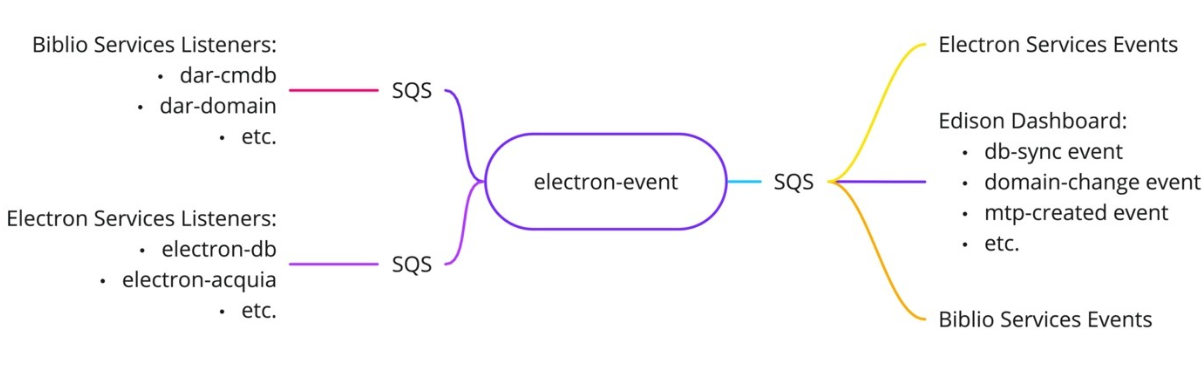 Biblio Services Listeners:
• dar-cmdb
• dar-domain
• etc.
SQS
Electron Services Listeners:
• electron-db
• electron-acquia
• etc.
SQS
electron-event
SQS
Electron Services Events
Edison Dashboard:
• db-sync event
• domain-change event
• mtp-created event
• etc.
Biblio Services Events